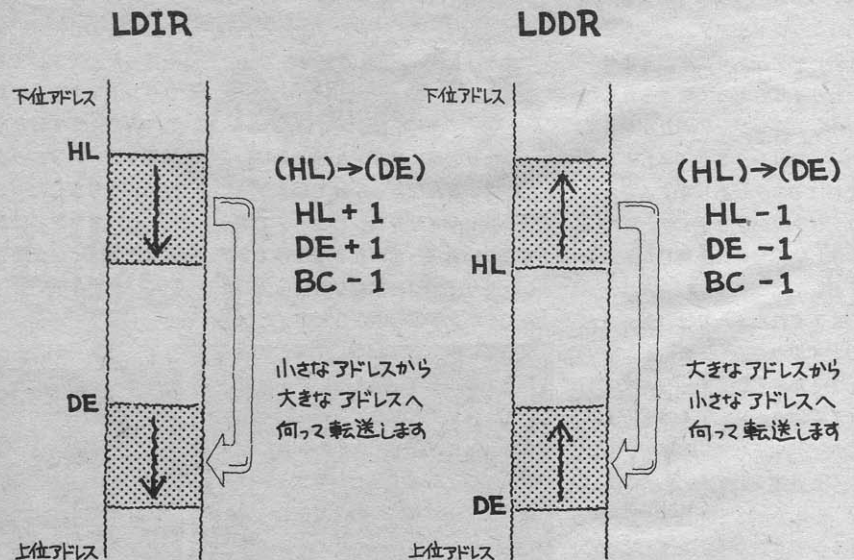 LDIR
下位アドレス
HL
(HL)→(DE)
HL + 1
DE + 1
BC - 1
小さなアドレスから
大きなアドレスへ
向って転送します
DE
上位アドレス
LDDR
下位アドレス
(HL)→(DE)
HL - 1
DE - 1
BC - 1
HL
大きなアドレスから
小さなアドレスへ
向って転送します
DE
上位アドレス